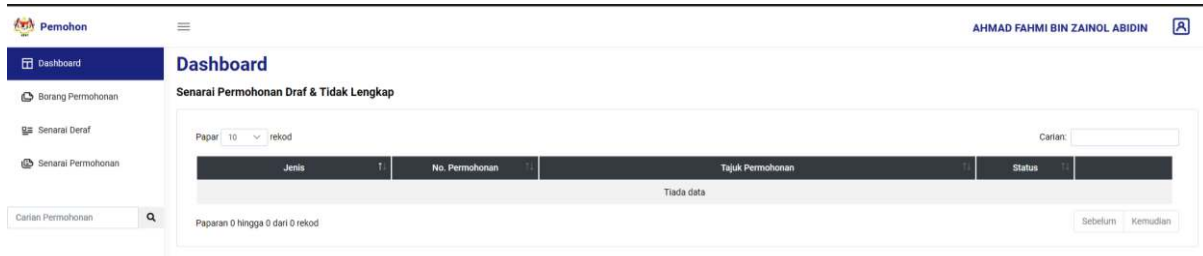 Pemohon
AHMAD FAHMI BIN ZAINOL ABIDIN
Dashboard
Borang Permohonan
Senarai Deraf
Senarai Permohonan
Carian Permohonan
Dashboard
Senarai Permohonan Draf & Tidak Lengkap
Papar 10 rekod Carian:
Jenis No. Permohonan Tajuk Permohonan Status
Tiada data
Paparan 0 hingga 0 dari 0 rekod Sebelum Kemudian